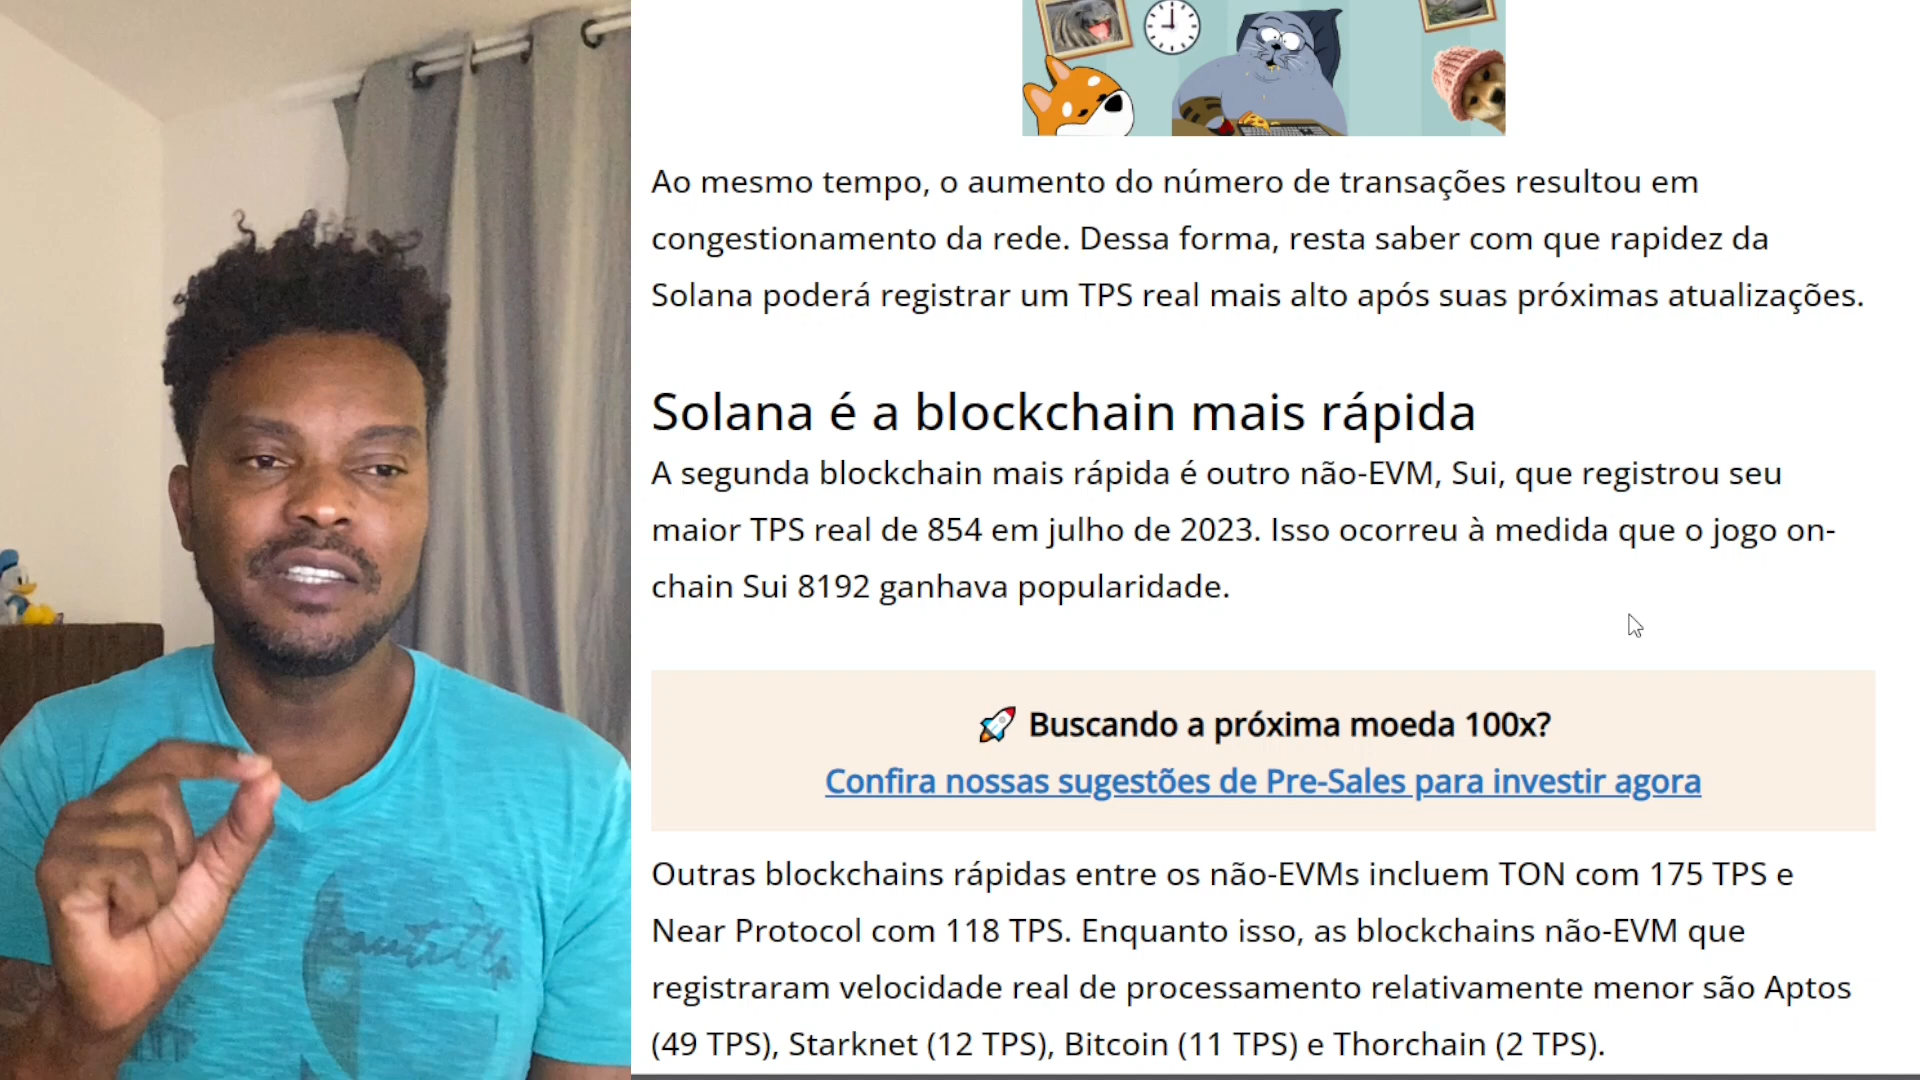 Ao mesmo tempo, o aumento do número de transações resultou em
congestionamento da rede. Dessa forma, resta saber com que rapidez da
Solana poderá registrar um TPS real mais alto após suas próximas atualizações.
Solana é a blockchain mais rápida
A segunda blockchain mais rápida é outro não-EVM, Sui, que registrou seu
maior TPS real de 854 em julho de 2023. Isso ocorreu à medida que o jogo on-
chain Sui 8192 ganhava popularidade.
🚀 Buscando a próxima moeda 100x?
Confira nossas sugestões de Pre-Sales para investir agora
Outras blockchains rápidas entre os não-EVMs incluem TON com 175 TPS e
Near Protocol com 118 TPS. Enquanto isso, as blockchains não-EVM que
registraram velocidade real de processamento relativamente menor são Aptos
(49 TPS), Starknet (12 TPS), Bitcoin (11 TPS) e Thorchain (2 TPS).